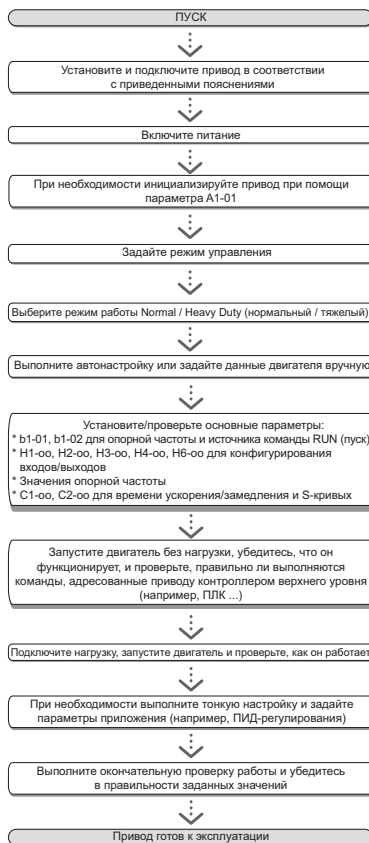 ПУСК
Установите и подключите привод в соответствии
с приведенными пояснениями
Включите питание
При необходимости инициализируйте привод при помощи
параметра A1-01
Задайте режим управления
Выберите режим работы Normal / Heavy Duty (нормальный / тяжелый)
Выполните автонастройку или задайте данные двигателя вручную
Установите/проверьте основные параметры:
* b1-01, b1-02 для опорной частоты и источника команды RUN (пуск)
* H1-oo, H2-oo, H3-oo, H4-oo, H6-oo для конфигурирования
входов/выходов
* Значения опорной частоты
* C1-oo, C2-oo для времени ускорения/замедления и S-кривых
Запустите двигатель без нагрузки, убедитесь, что он
функционирует, и проверьте, правильно ли выполняются
команды, адресованные приводу контроллером верхнего уровня
(например, ПЛК ...)
Подключите нагрузку, запустите двигатель и проверьте, как он работает
При необходимости выполните тонкую настройку и задайте
параметры приложения (например, ПИД-регулирования)
Выполните окончательную проверку работы и убедитесь
в правильности заданных значений
Привод готов к эксплуатации